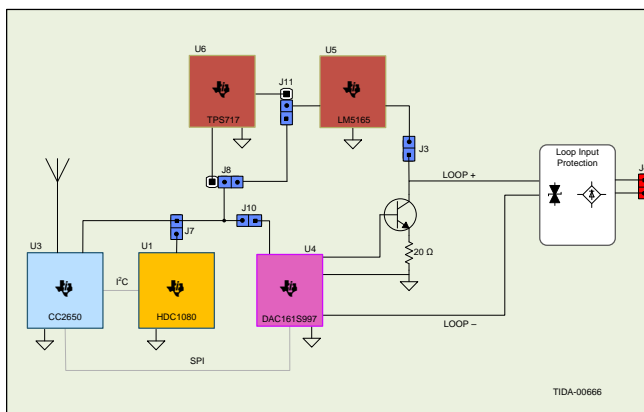 U6
U5
J11
TPS717
LM5165
J3
Loop Input
Protection
J8
LOOP +
J10
J7
U3
U1
U4
20 Ω
I²C
CC2650
HDC1080
DAC161S997
LOOP –
SPI
TIDA-00666